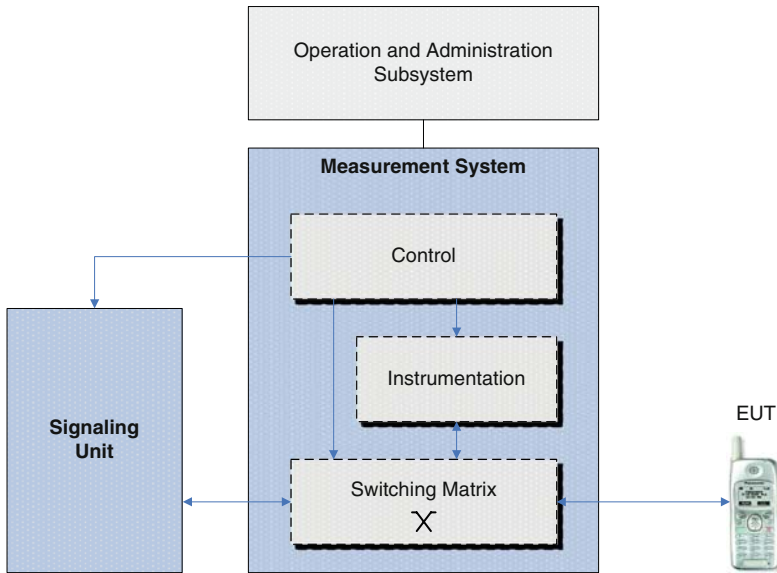 Operation and Administration
Subsystem
Measurement System
Control
Instrumentation
Signaling
Unit
Switching Matrix
EUT